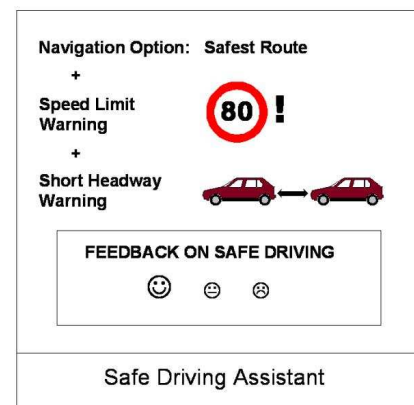 Navigation Option: Safest Route
+
Speed Limit
Warning
80 !
+
Short Headway
Warning
FEEDBACK ON SAFE DRIVING
Safe Driving Assistant